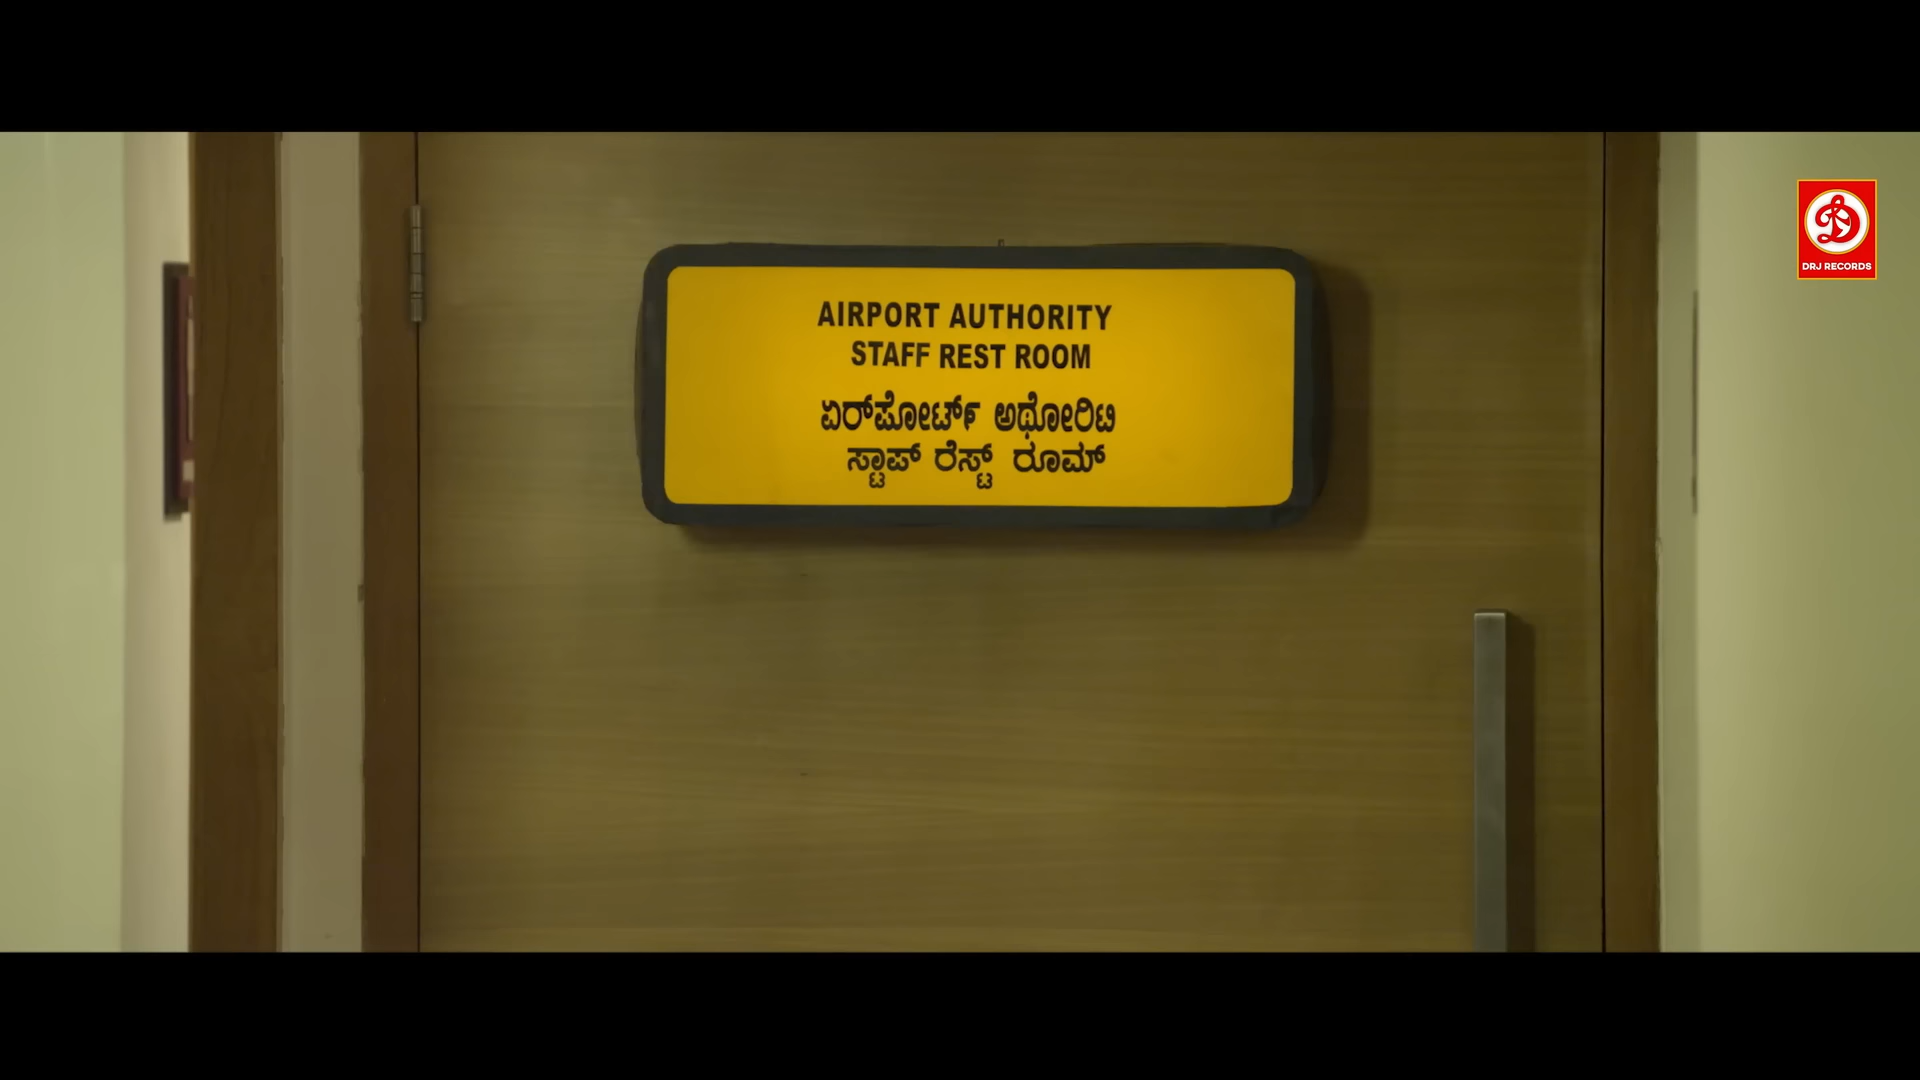 AIRPORT AUTHORITY
STAFF REST ROOM
ಏರ್‌ಪೋರ್ಟ್ ಅಥೋರಿಟಿ
ಸ್ಟಾಪ್ ರೆಸ್ಟ್ ರೂಮ್
DRJ RECORDS